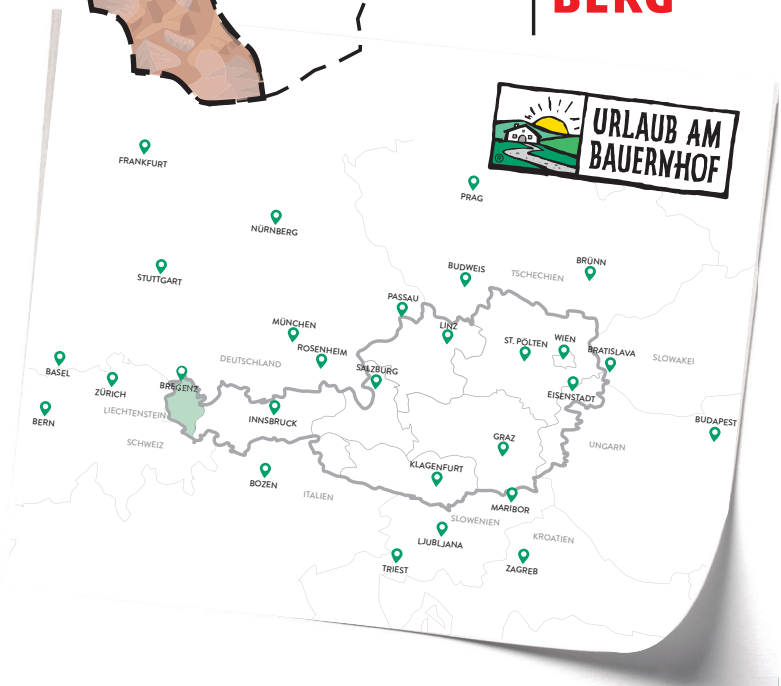 BERG
URLAUB AM
BAUERNHOF
®
FRANKFURT
PRAG
NÜRNBERG
BRÜNN
BUDWEIS
TSCHECHIEN
STUTTGART
PASSAU
MÜNCHEN
LINZ
ST. PÖLTEN
WIEN
ROSENHEIM
BRATISLAVA
SLOWAKEI
DEUTSCHLAND
SALZBURG
BASEL
BREGENZ
ZÜRICH
EISENSTADT
LIECHTENSTEIN
BERN
INNSBRUCK
BUDAPEST
SCHWEIZ
GRAZ
UNGARN
KLAGENFURT
BOZEN
ITALIEN
MARIBOR
SLOWENIEN
LJUBLJANA
KROATIEN
TRIEST
ZAGREB